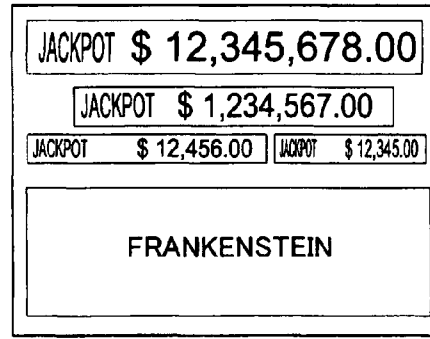 JACKPOT $ 12,345,678.00
JACKPOT $ 1,234,567.00
JACKPOT $ 12,456.00 JACKPOT $ 12,345.00
FRANKENSTEIN